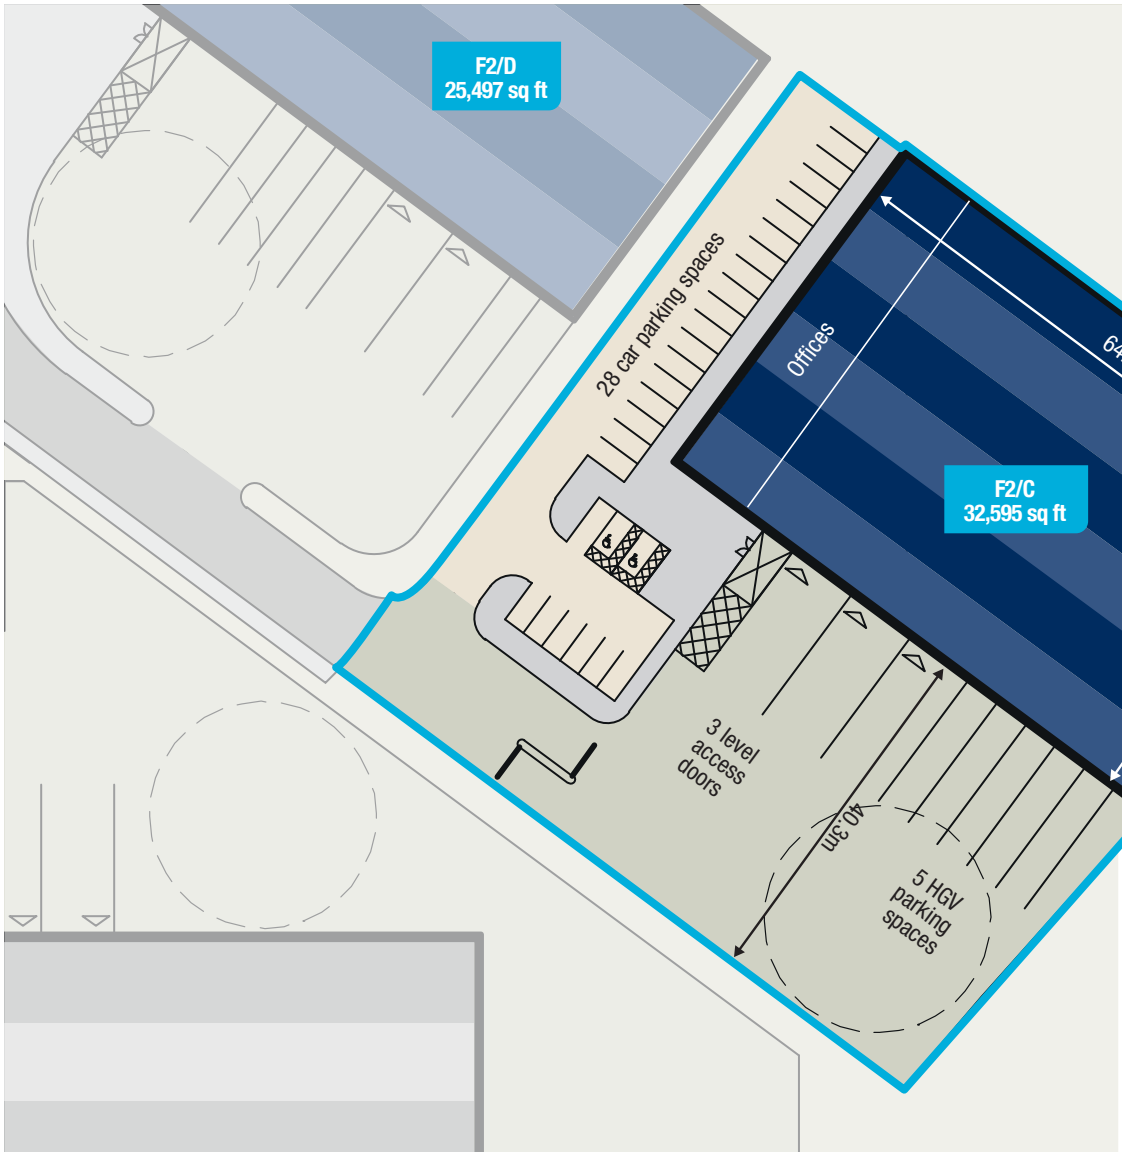 F2/D
25,497 sq ft
28 car parking spaces
Offices
64
F2/C
32,595 sq ft
3 level
access
doors
40.3m
5 HGV
parking
spaces